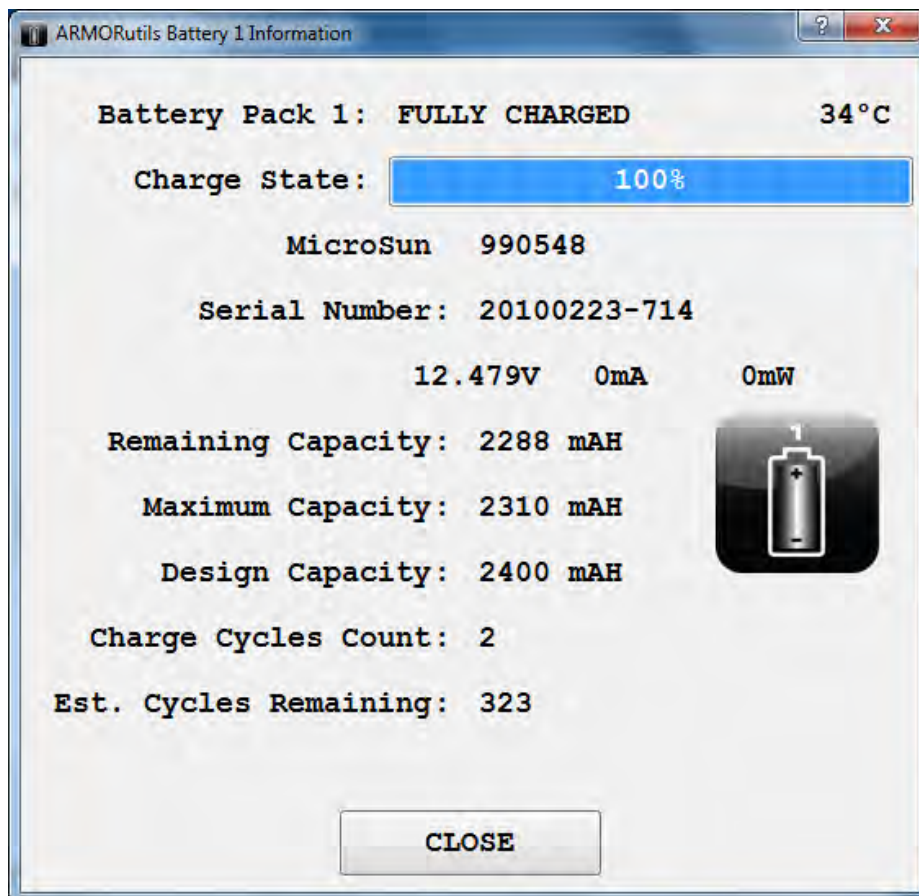 ARMORutils Battery 1 Information
Battery Pack 1: FULLY CHARGED 34°C
Charge State: 100%
MicroSun 990548
Serial Number: 20100223-714
12.479V 0mA 0mW
1
Remaining Capacity: 2288 mAH
Maximum Capacity: 2310 mAH
Design Capacity: 2400 mAH
Charge Cycles Count: 2
Est. Cycles Remaining: 323
CLOSE